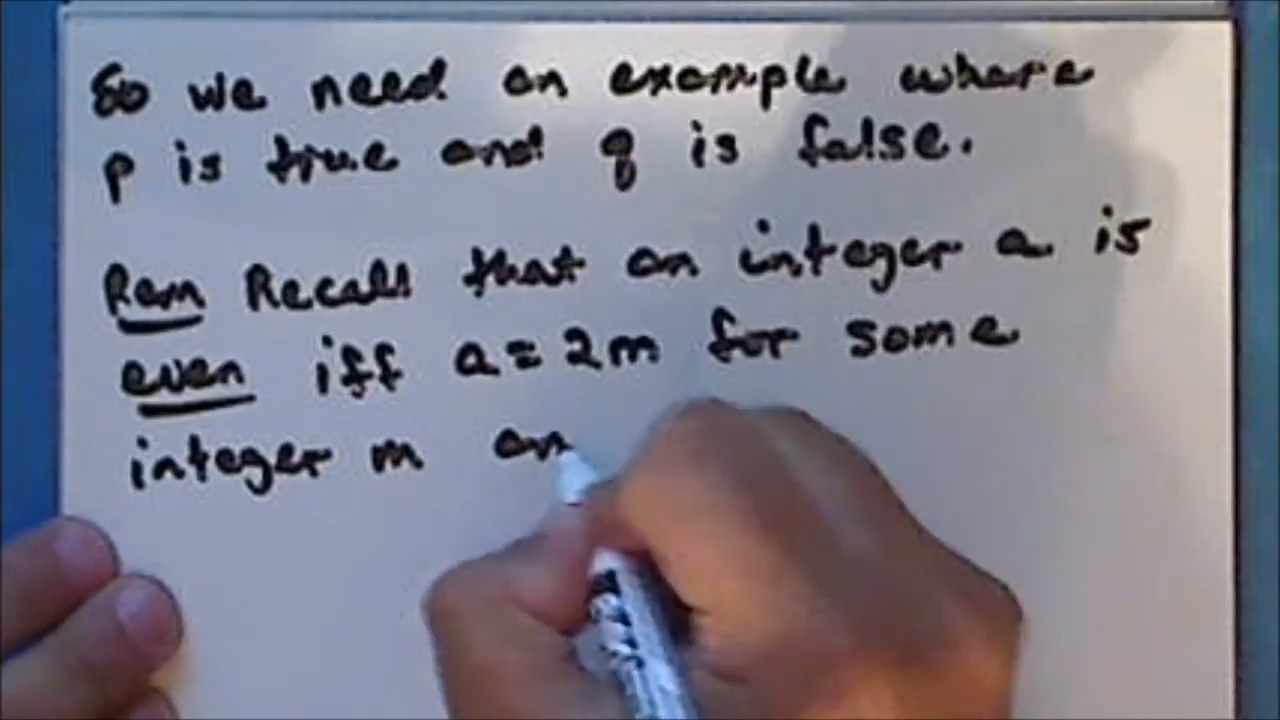 So we need an example where
p is true and q is false.
Rem Recall that an integer a is
even iff a = 2m for some
integer m an